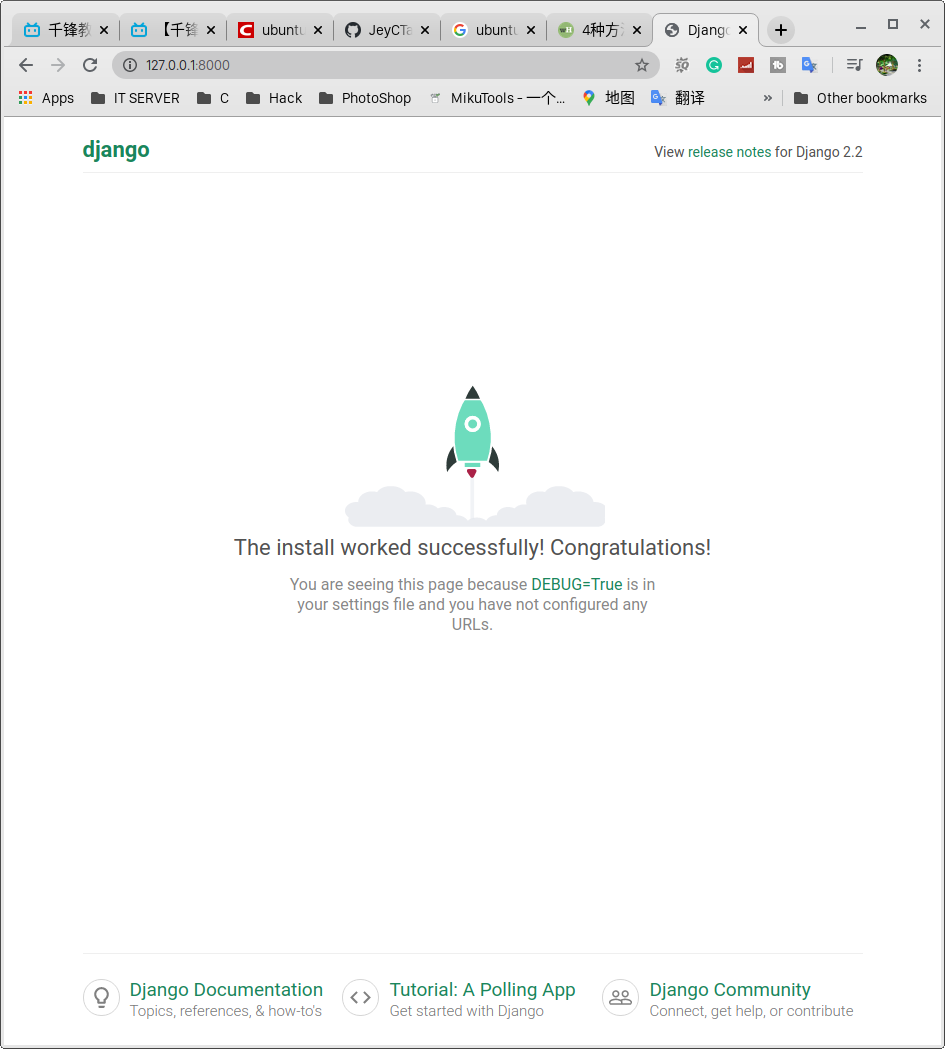 千锋教
【千锋
ubuntu
JeyCTa
ubuntu
4种方
Django
127.0.0.1:8000
Apps IT SERVER C Hack PhotoShop MikuTools - 一个... 地图 翻译 » Other bookmarks
django
View release notes for Django 2.2
The install worked successfully! Congratulations!
You are seeing this page because DEBUG=True is in
your settings file and you have not configured any
URLs.
Django Documentation
Topics, references, & how-to's
Tutorial: A Polling App
Get started with Django
Django Community
Connect, get help, or contribute